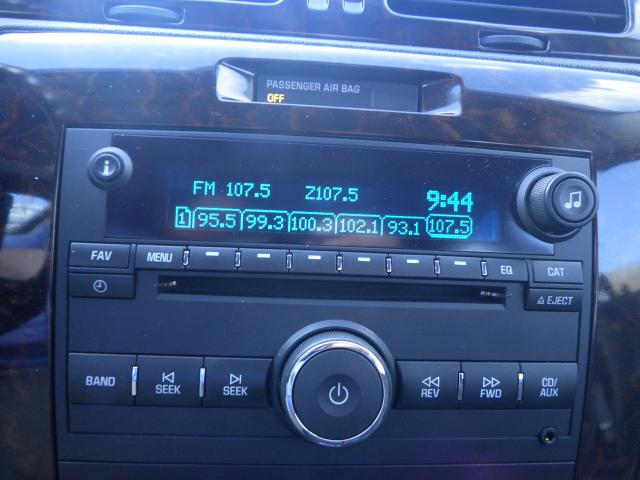 PASSENGER AIR BAG
OFF
i
FM 107.5 Z107.5 9:44
1 95.5 99.3 100.3 102.1 93.1 107.5
FAV MENU EQ CAT
EJECT
BAND SEEK SEEK REV FWD CD/
AUX